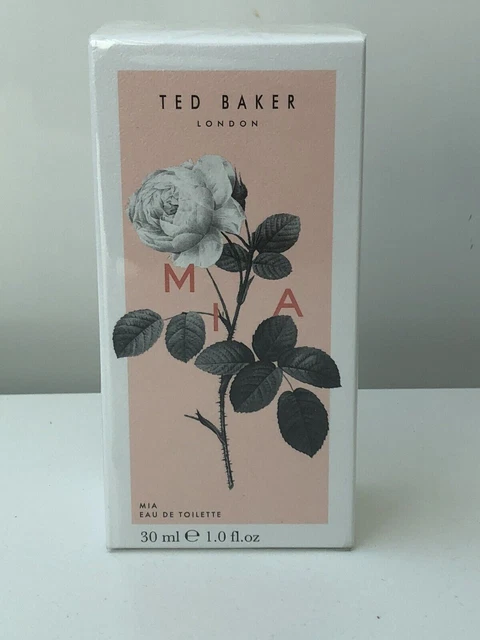 TED BAKER
LONDON
M
I
A
MIA
EAU DE TOILETTE
30 ml ℮ 1.0 fl.oz